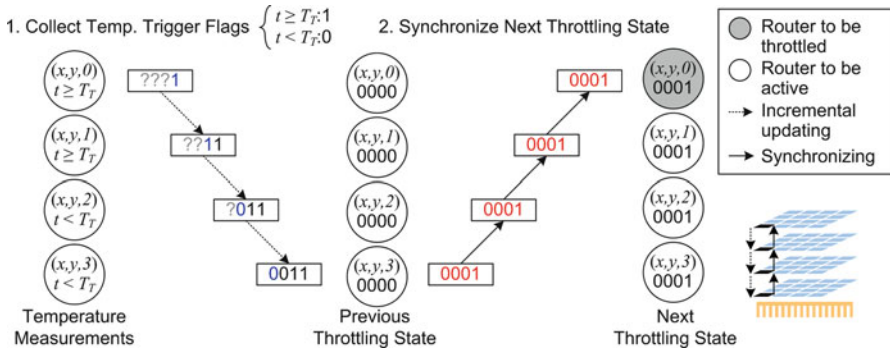 1. Collect Temp. Trigger Flags { t ≥ T_T:1
t < T_T:0
2. Synchronize Next Throttling State
(x,y,0)
t ≥ T_T
???1
(x,y,0)
0000
0001
(x,y,0)
0001
(x,y,1)
t ≥ T_T
??11
(x,y,1)
0000
0001
(x,y,1)
0001
(x,y,2)
t < T_T
?011
(x,y,2)
0000
0001
(x,y,2)
0001
(x,y,3)
t < T_T
0011
(x,y,3)
0000
0001
(x,y,3)
0001
Temperature
Measurements
Previous
Throttling State
Next
Throttling State
Router to be
throttled
Router to be
active
Incremental
updating
Synchronizing